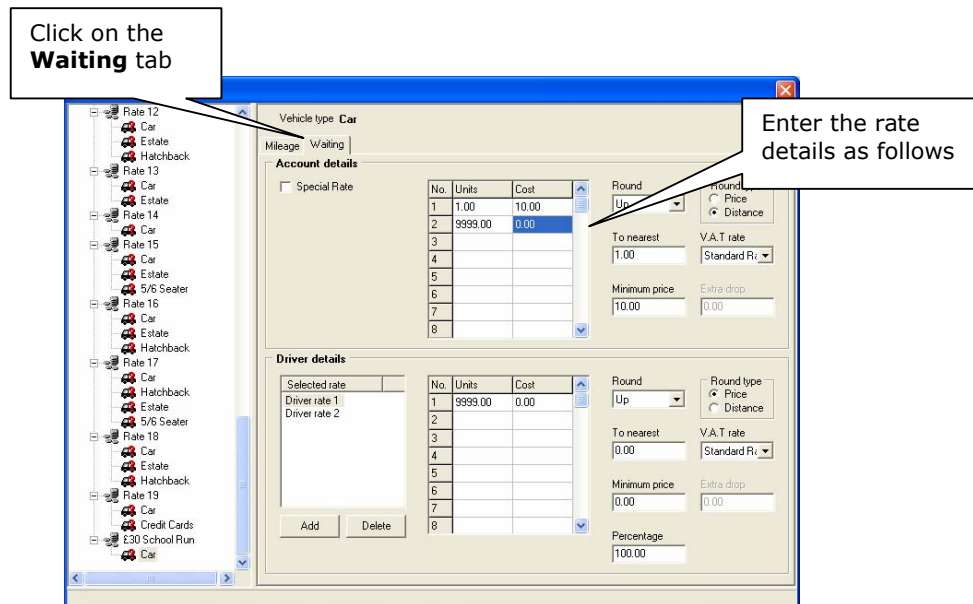 Click on the
Waiting tab
Enter the rate
details as follows
Rate 12
Car
Estate
Hatchback
Rate 13
Car
Estate
Rate 14
Car
Rate 15
Car
Estate
5/6 Seater
Rate 16
Car
Estate
Hatchback
Rate 17
Car
Hatchback
Estate
5/6 Seater
Rate 18
Car
Estate
Hatchback
Rate 19
Car
Credit Cards
£30 School Run
Car
Vehicle type Car
Mileage Waiting
Account details
Special Rate
No. Units Cost
1 1.00 10.00
2 9999.00 0.00
3
4
5
6
7
8
Round
Up
Round type
Price
Distance
To nearest
1.00
V.A.T rate
Standard Ra
Minimum price
10.00
Extra drop
0.00
Driver details
Selected rate
Driver rate 1
Driver rate 2
Add Delete
No. Units Cost
1 9999.00 0.00
2
3
4
5
6
7
8
Round
Up
Round type
Price
Distance
To nearest
0.00
V.A.T rate
Standard Ra
Minimum price
0.00
Extra drop
0.00
Percentage
100.00